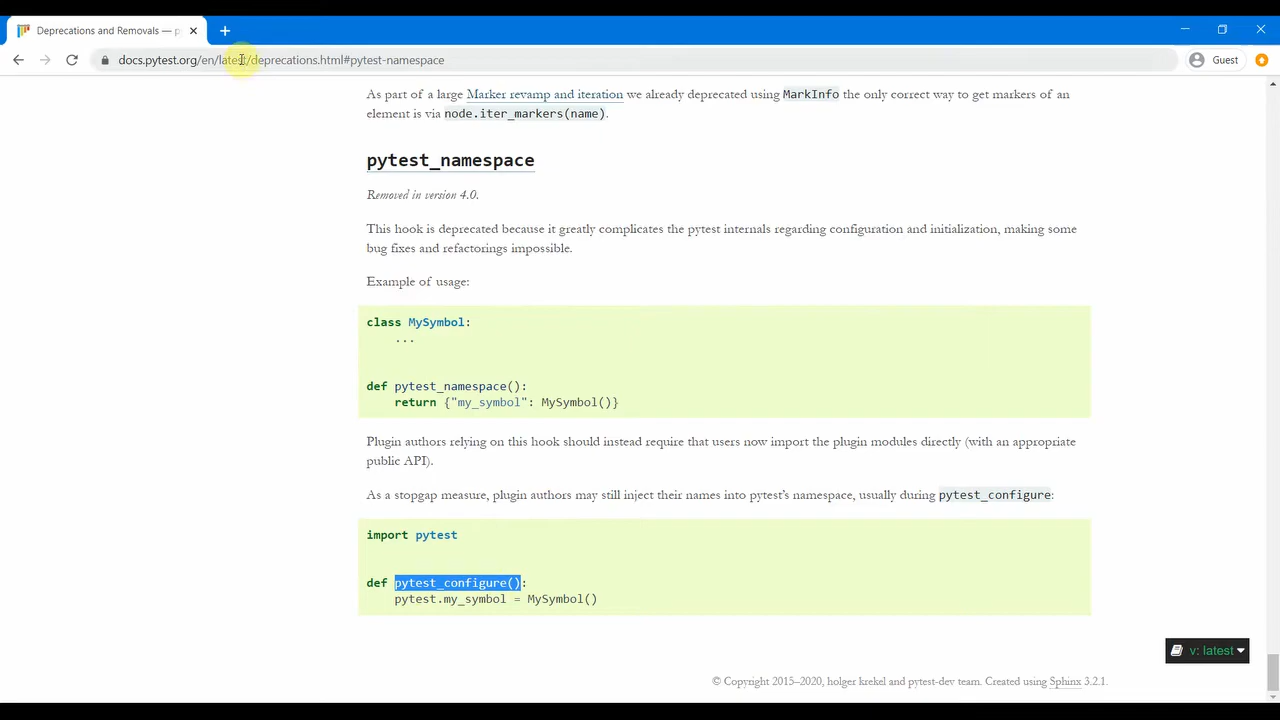 Deprecations and Removals — p
docs.pytest.org/en/latest/deprecations.html#pytest-namespace
Guest
As part of a large Marker revamp and iteration we already deprecated using MarkInfo the only correct way to get markers of an
element is via node.iter_markers(name).
pytest_namespace
Removed in version 4.0.
This hook is deprecated because it greatly complicates the pytest internals regarding configuration and initialization, making some
bug fixes and refactorings impossible.
Example of usage:
class MySymbol:
...
def pytest_namespace():
return {"my_symbol": MySymbol()}
Plugin authors relying on this hook should instead require that users now import the plugin modules directly (with an appropriate
public API).
As a stopgap measure, plugin authors may still inject their names into pytest’s namespace, usually during pytest_configure:
import pytest
def pytest_configure():
pytest.my_symbol = MySymbol()
v: latest
© Copyright 2015–2020, holger krekel and pytest-dev team. Created using Sphinx 3.2.1.